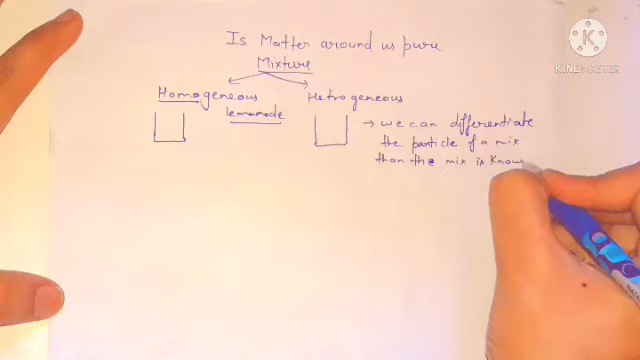 Is Matter around us pure
Mixture
Homogeneous
Hetrogeneous
lemonade
→ we can differentiate
the particle of a mix
than the mix is Know
K
KINEMASTER